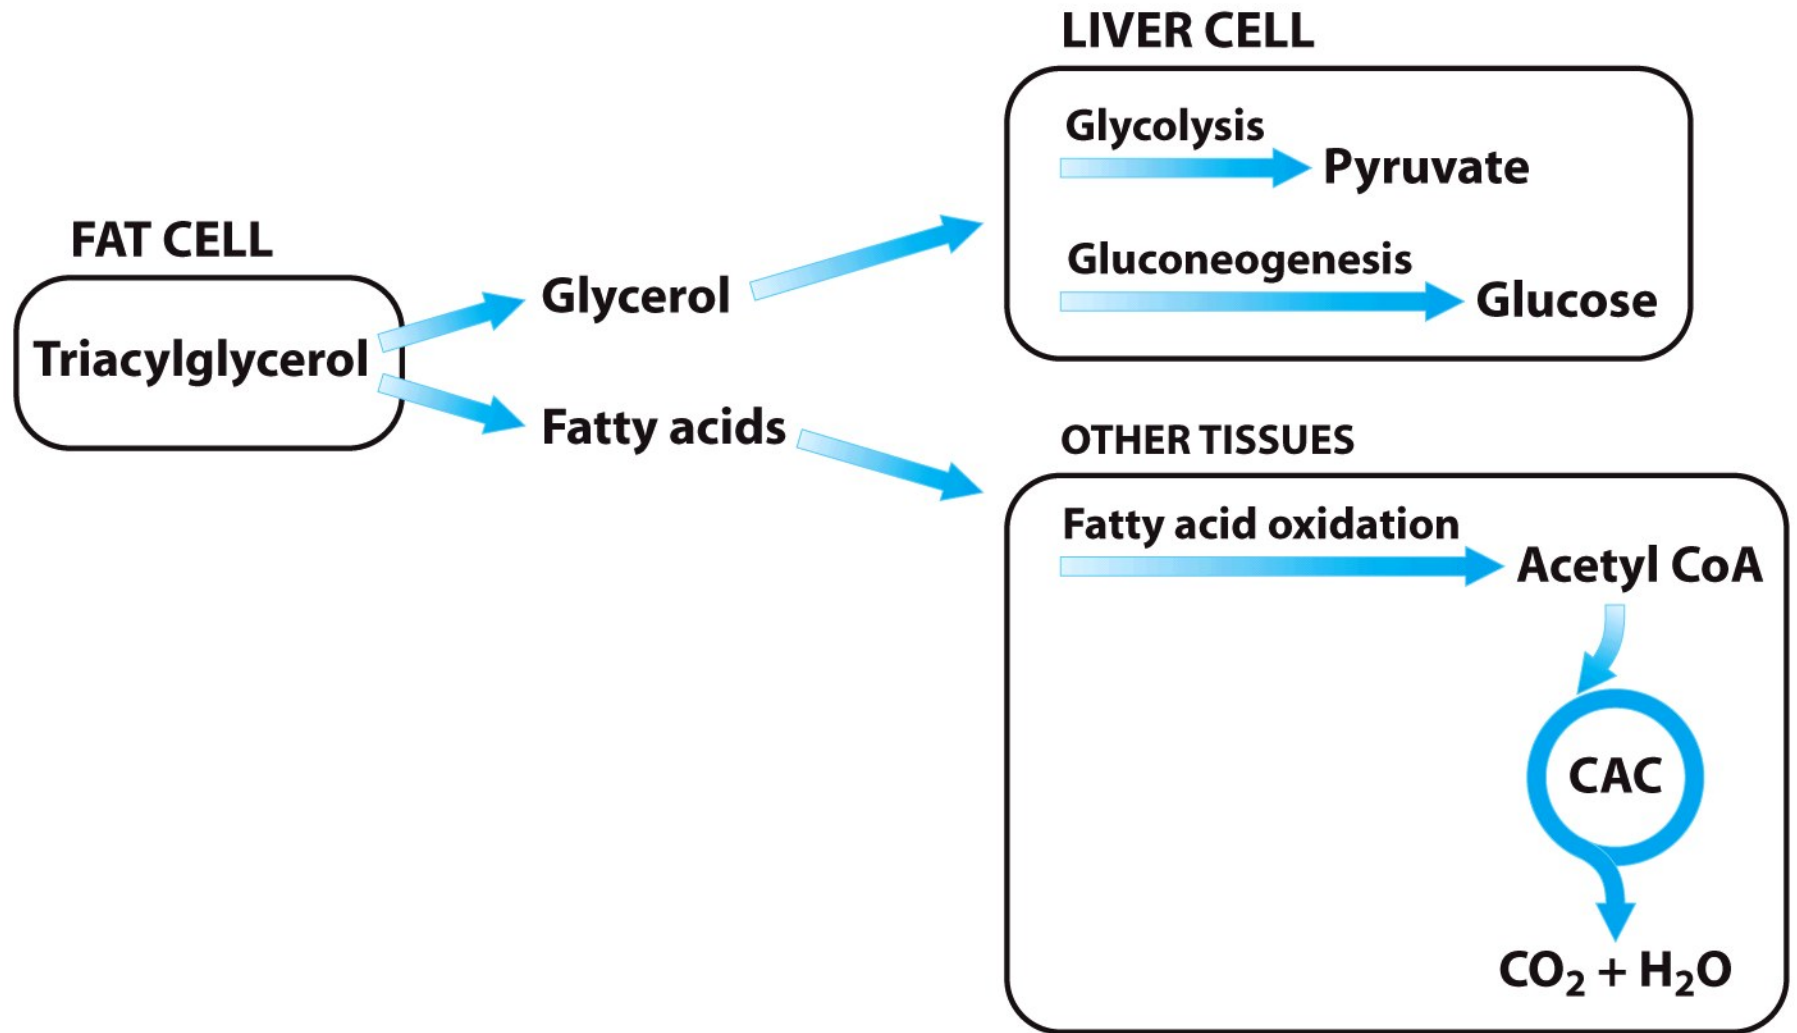 LIVER CELL
Glycolysis
Pyruvate
Gluconeogenesis
Glucose
FAT CELL
Triacylglycerol
Glycerol
Fatty acids
OTHER TISSUES
Fatty acid oxidation
Acetyl CoA
CAC
CO₂ + H₂O